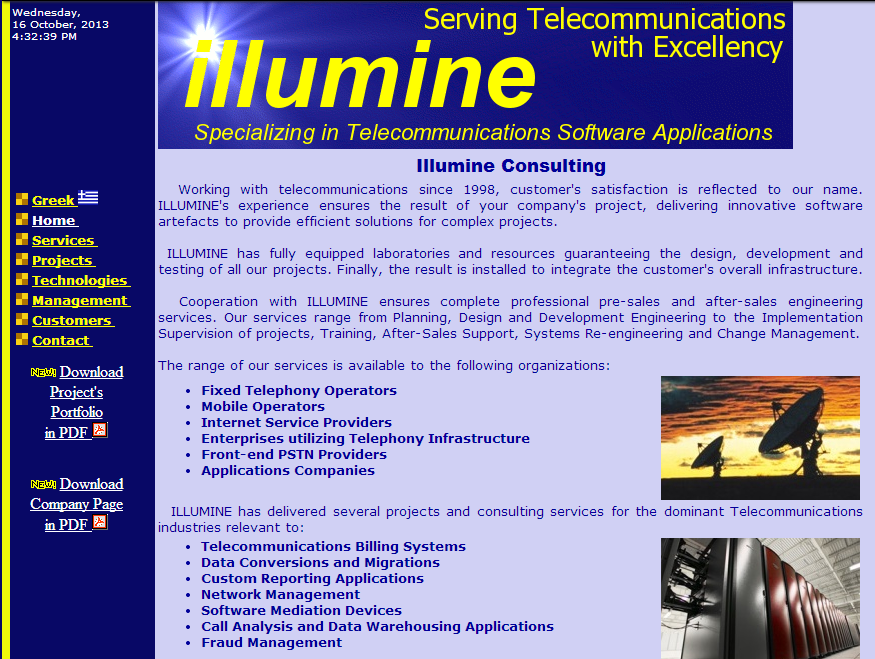 Wednesday,
16 October, 2013
4:32:39 PM
Serving Telecommunications
with Excellency
illumine
Specializing in Telecommunications Software Applications
Greek
Home
Services
Projects
Technologies
Management
Customers
Contact
NEW! Download
Project's
Portfolio
in PDF
NEW! Download
Company Page
in PDF
Illumine Consulting
Working with telecommunications since 1998, customer's satisfaction is reflected to our name.
ILLUMINE's experience ensures the result of your company's project, delivering innovative software
artefacts to provide efficient solutions for complex projects.
ILLUMINE has fully equipped laboratories and resources guaranteeing the design, development and
testing of all our projects. Finally, the result is installed to integrate the customer's overall infrastructure.
Cooperation with ILLUMINE ensures complete professional pre-sales and after-sales engineering
services. Our services range from Planning, Design and Development Engineering to the Implementation
Supervision of projects, Training, After-Sales Support, Systems Re-engineering and Change Management.
The range of our services is available to the following organizations:
• Fixed Telephony Operators
• Mobile Operators
• Internet Service Providers
• Enterprises utilizing Telephony Infrastructure
• Front-end PSTN Providers
• Applications Companies
ILLUMINE has delivered several projects and consulting services for the dominant Telecommunications
industries relevant to:
• Telecommunications Billing Systems
• Data Conversions and Migrations
• Custom Reporting Applications
• Network Management
• Software Mediation Devices
• Call Analysis and Data Warehousing Applications
• Fraud Management